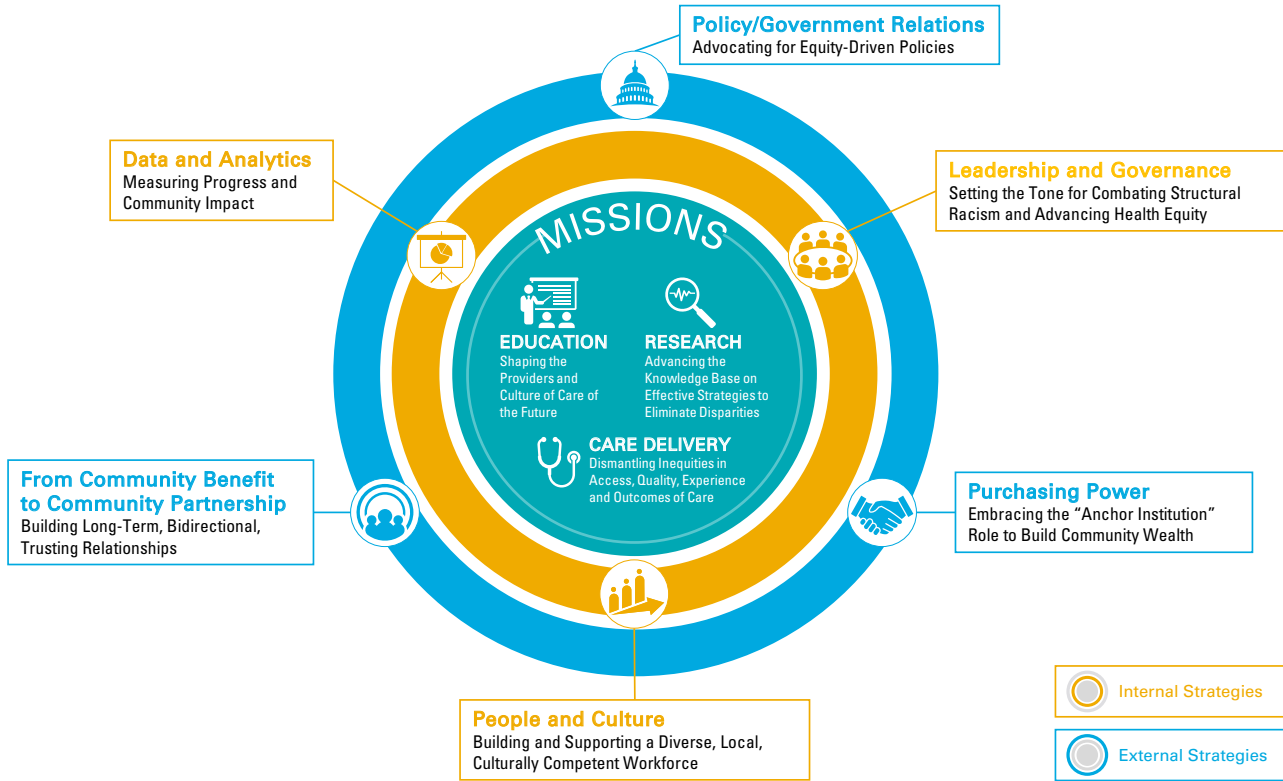 Policy/Government Relations
Advocating for Equity-Driven Policies
Data and Analytics
Measuring Progress and
Community Impact
Leadership and Governance
Setting the Tone for Combating Structural
Racism and Advancing Health Equity
MISSIONS
EDUCATION
Shaping the
Providers and
Culture of Care of
the Future
RESEARCH
Advancing the
Knowledge Base on
Effective Strategies to
Eliminate Disparities
CARE DELIVERY
Dismantling Inequities in
Access, Quality, Experience
and Outcomes of Care
From Community Benefit
to Community Partnership
Building Long-Term, Bidirectional,
Trusting Relationships
Purchasing Power
Embracing the “Anchor Institution”
Role to Build Community Wealth
People and Culture
Building and Supporting a Diverse, Local,
Culturally Competent Workforce
Internal Strategies
External Strategies